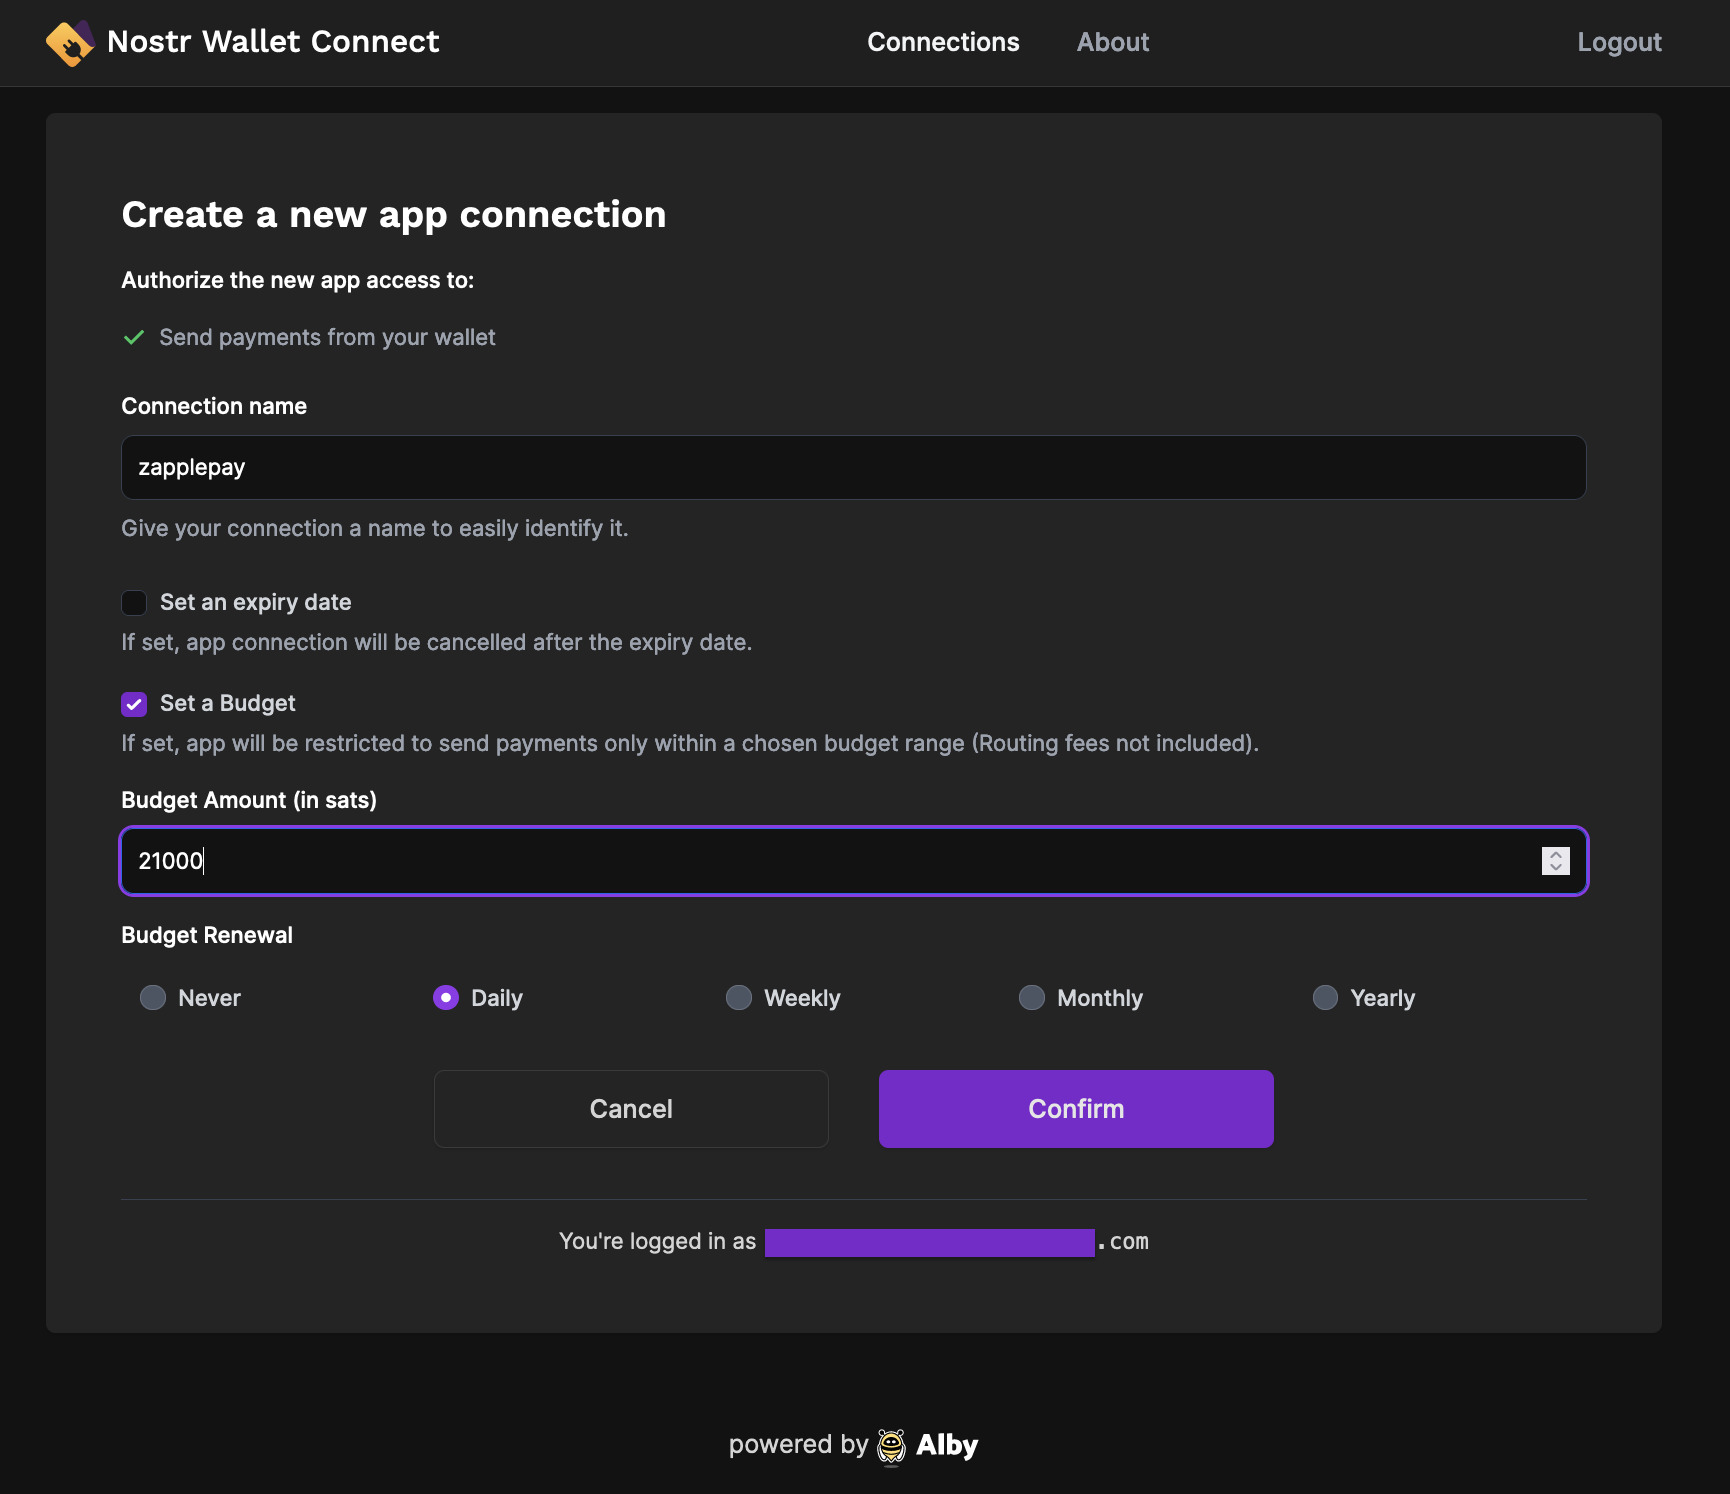 Nostr Wallet Connect
Connections
About
Logout
Create a new app connection
Authorize the new app access to:
Send payments from your wallet
Connection name
zapplepay
Give your connection a name to easily identify it.
Set an expiry date
If set, app connection will be cancelled after the expiry date.
Set a Budget
If set, app will be restricted to send payments only within a chosen budget range (Routing fees not included).
Budget Amount (in sats)
21000
Budget Renewal
Never
Daily
Weekly
Monthly
Yearly
Cancel
Confirm
You're logged in as .com
powered by Alby